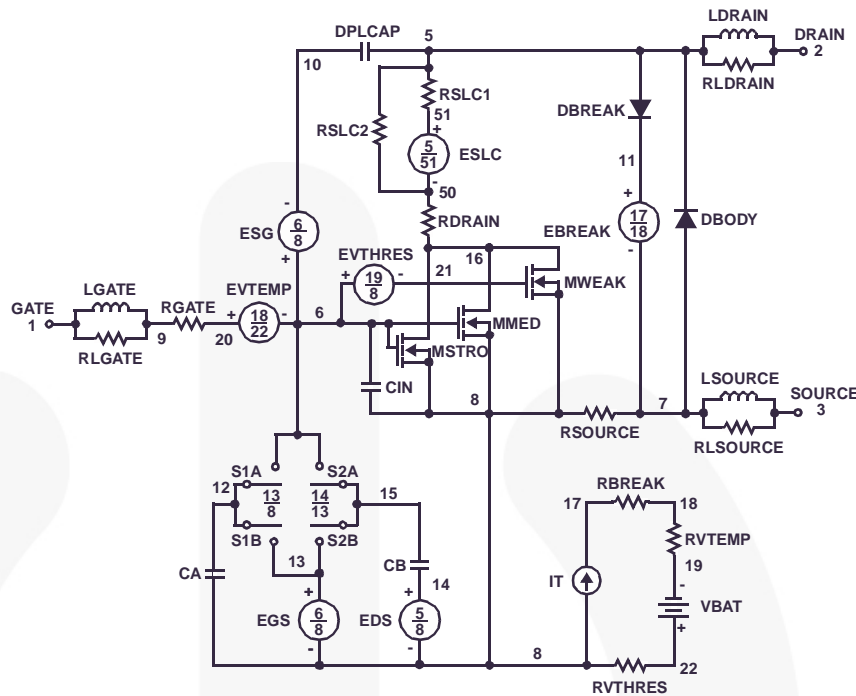 LDRAIN
DPLCAP
5
DRAIN
2
10
RLDRAIN
RSLC1
51
DBREAK
RSLC2
+
5
51
ESLC
-
50
11
-
ESG
6
8
+
RDRAIN
+
17
18
EBREAK
-
DBODY
EVTHRES
+
19
8
-
21
16
MWEAK
LGATE
GATE
1
RLGATE
9
RGATE
20
EVTEMP
+
18
22
-
6
MMED
MSTRO
CIN
8
RSOURCE
7
LSOURCE
SOURCE
3
RLSOURCE
S1A
S2A
12
13
8
14
13
15
S1B
S2B
13
CA
CB
14
+
EGS
6
8
-
+
EDS
5
8
-
8
RBREAK
17
18
RVTEMP
19
IT
-
VBAT
+
22
RVTHRES